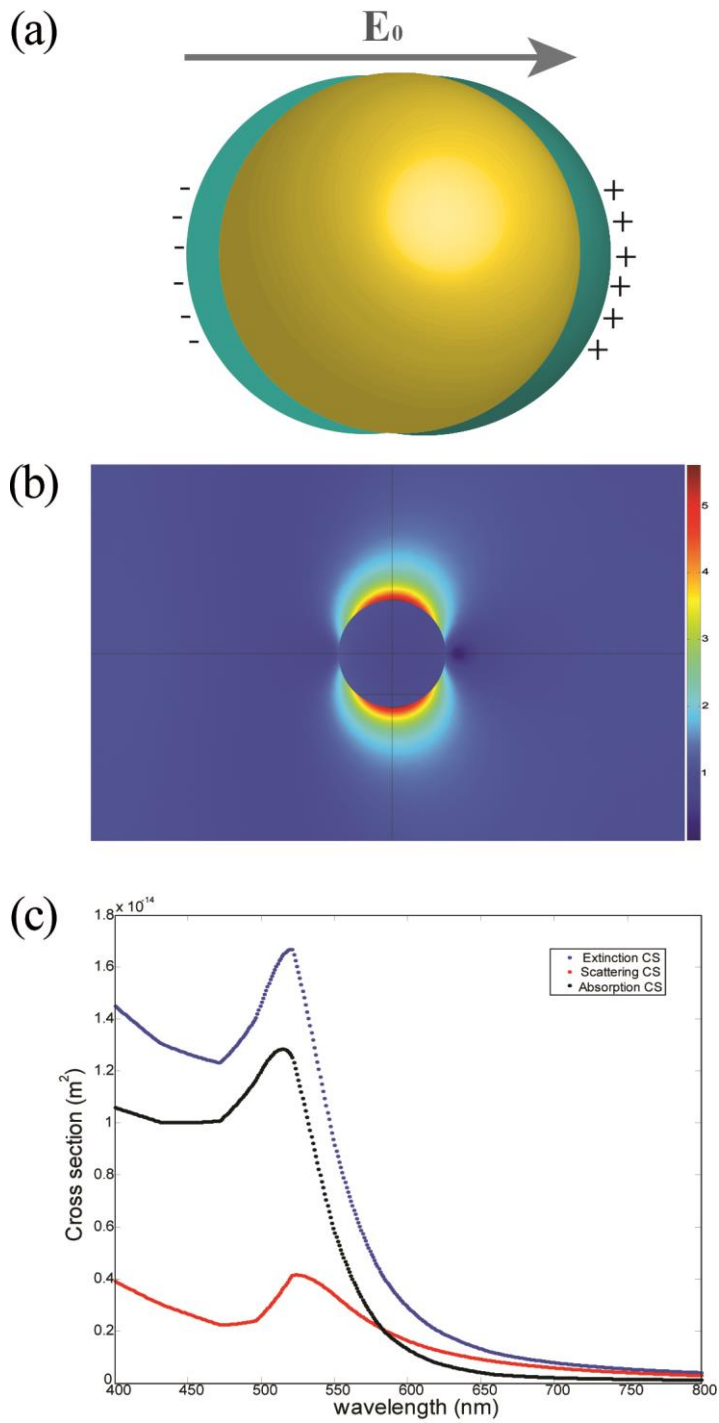 (a)
E₀
- +
- +
- +
- +
- +
- +
(b)
5
4
3
2
1
(c)
1.8 x 10⁻¹⁴
1.6
1.4
1.2
1
0.8
0.6
0.4
0.2
0
Cross section (m²)
Extinction CS
Scattering CS
Absorption CS
400 450 500 550 600 650 700 750 800
wavelength (nm)